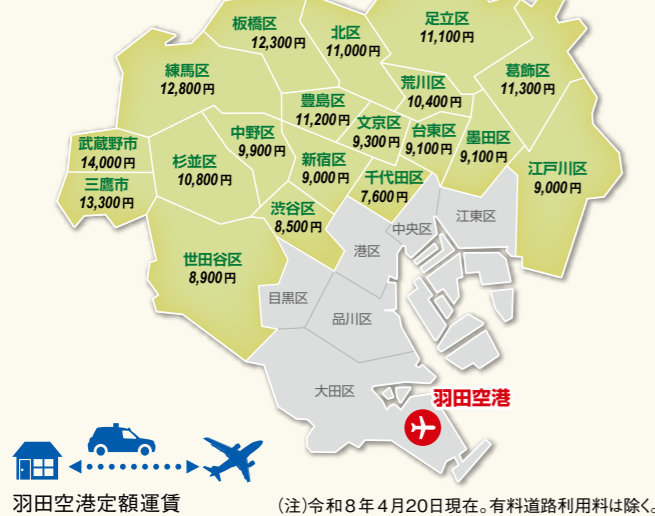 板橋区
12,300円
北区
11,000円
足立区
11,100円
練馬区
12,800円
豊島区
11,200円
荒川区
10,400円
葛飾区
11,300円
武蔵野市
14,000円
三鷹市
13,300円
杉並区
10,800円
中野区
9,900円
新宿区
9,000円
文京区
9,300円
台東区
9,100円
墨田区
9,100円
江戸川区
9,000円
千代田区
7,600円
渋谷区
8,500円
世田谷区
8,900円
港区
中央区
江東区
目黒区
品川区
大田区
羽田空港
羽田空港定額運賃
(注)令和8年4月20日現在。有料道路利用料は除く。